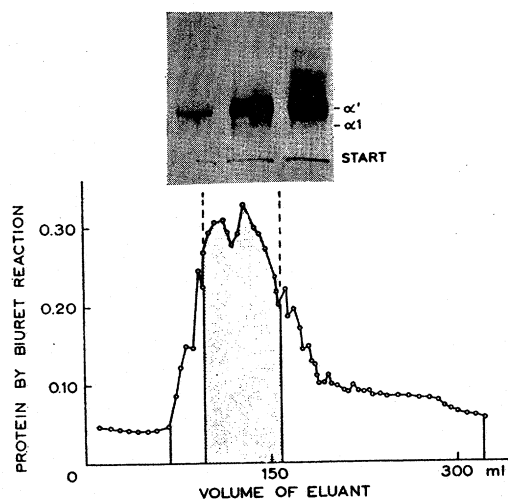 α'
α1
START
PROTEIN BY BIURET REACTION
0.30
0.20
0.10
0
150
300 ml
VOLUME OF ELUANT